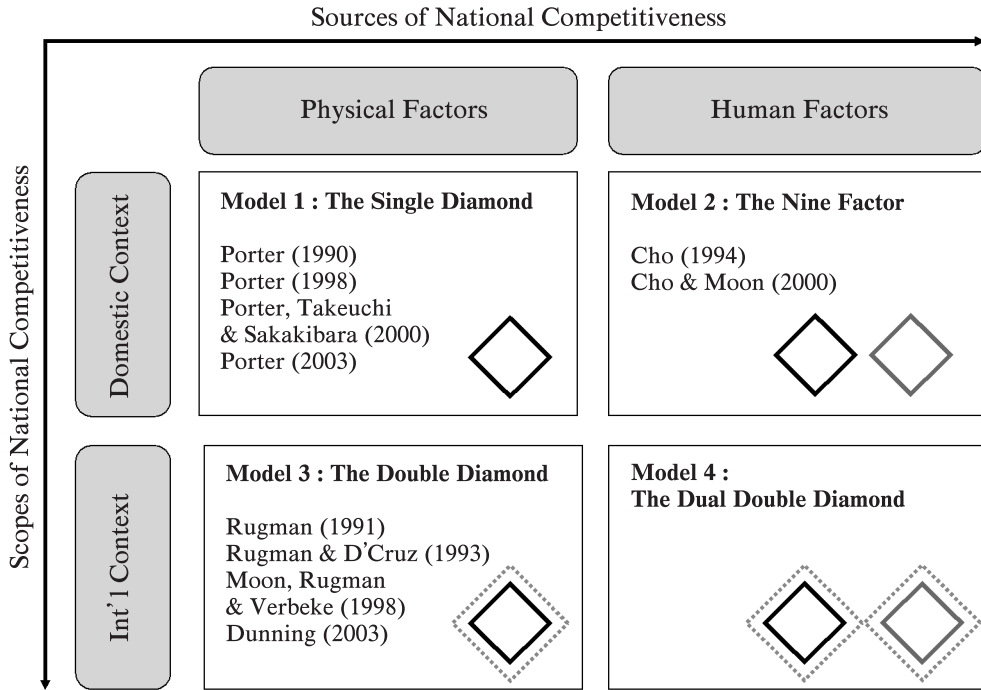 Sources of National Competitiveness
Physical Factors
Human Factors
Scopes of National Competitiveness
Domestic Context
Model 1 : The Single Diamond
Porter (1990)
Porter (1998)
Porter, Takeuchi
& Sakakibara (2000)
Porter (2003)
Model 2 : The Nine Factor
Cho (1994)
Cho & Moon (2000)
Int'l Context
Model 3 : The Double Diamond
Rugman (1991)
Rugman & D'Cruz (1993)
Moon, Rugman
& Verbeke (1998)
Dunning (2003)
Model 4 :
The Dual Double Diamond